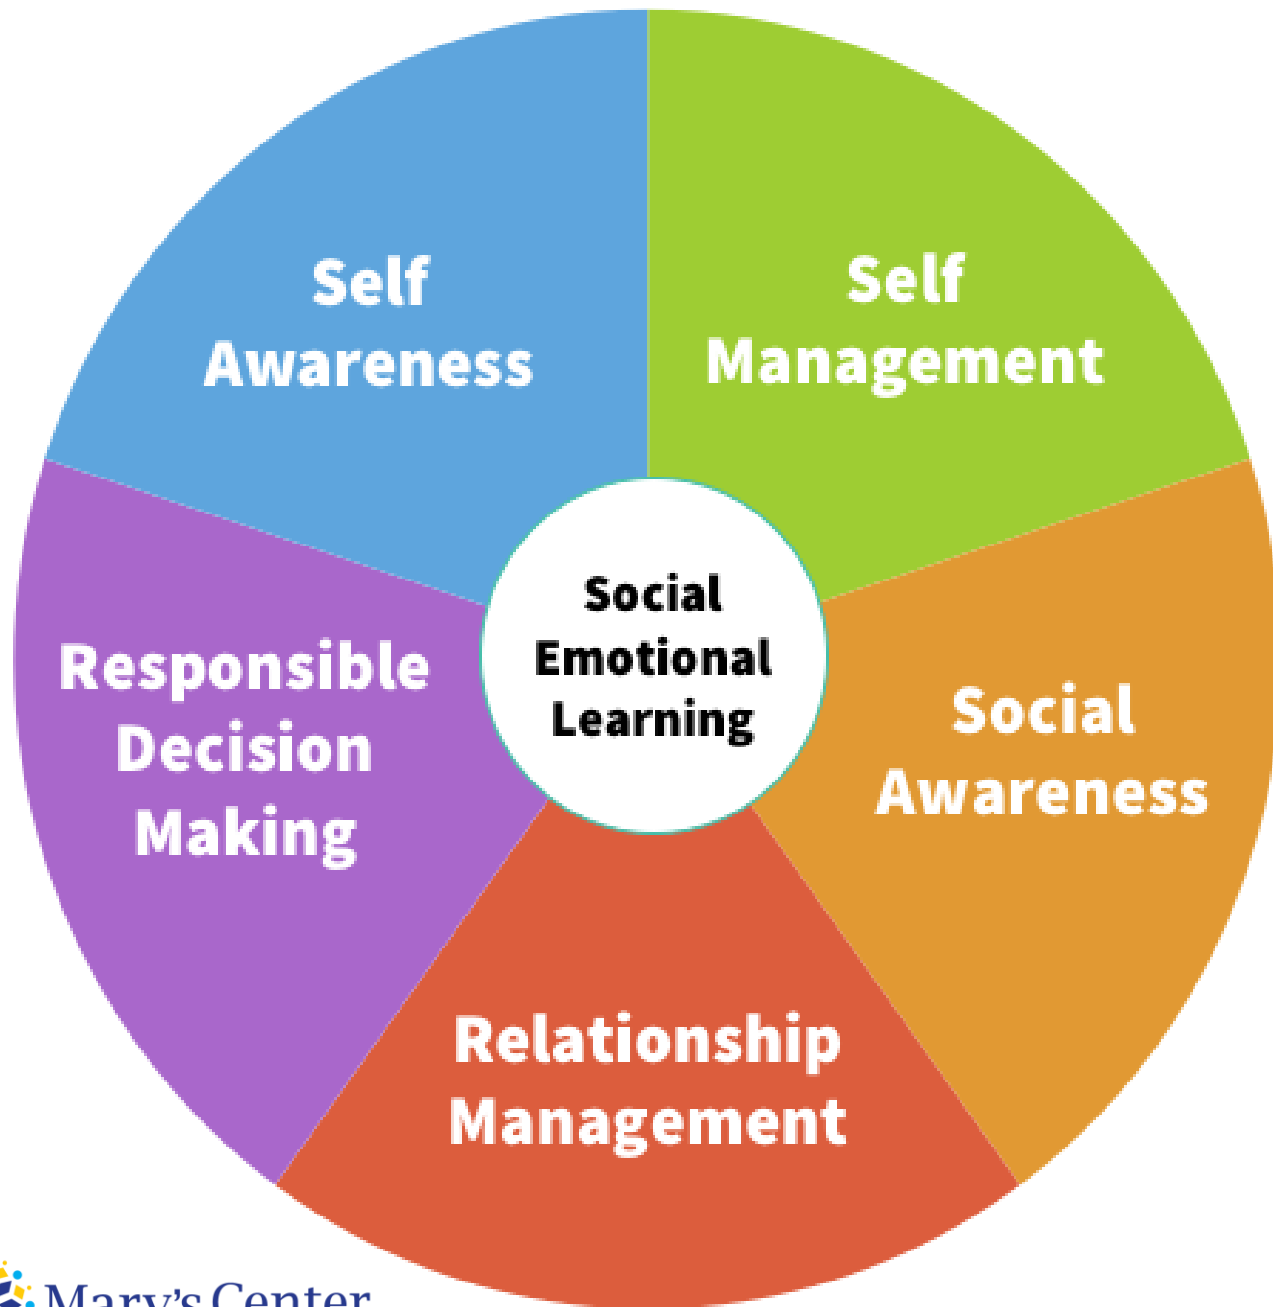 Self
Awareness
Self
Management
Responsible
Decision
Making
Social
Emotional
Learning
Social
Awareness
Relationship
Management
Mary's Center